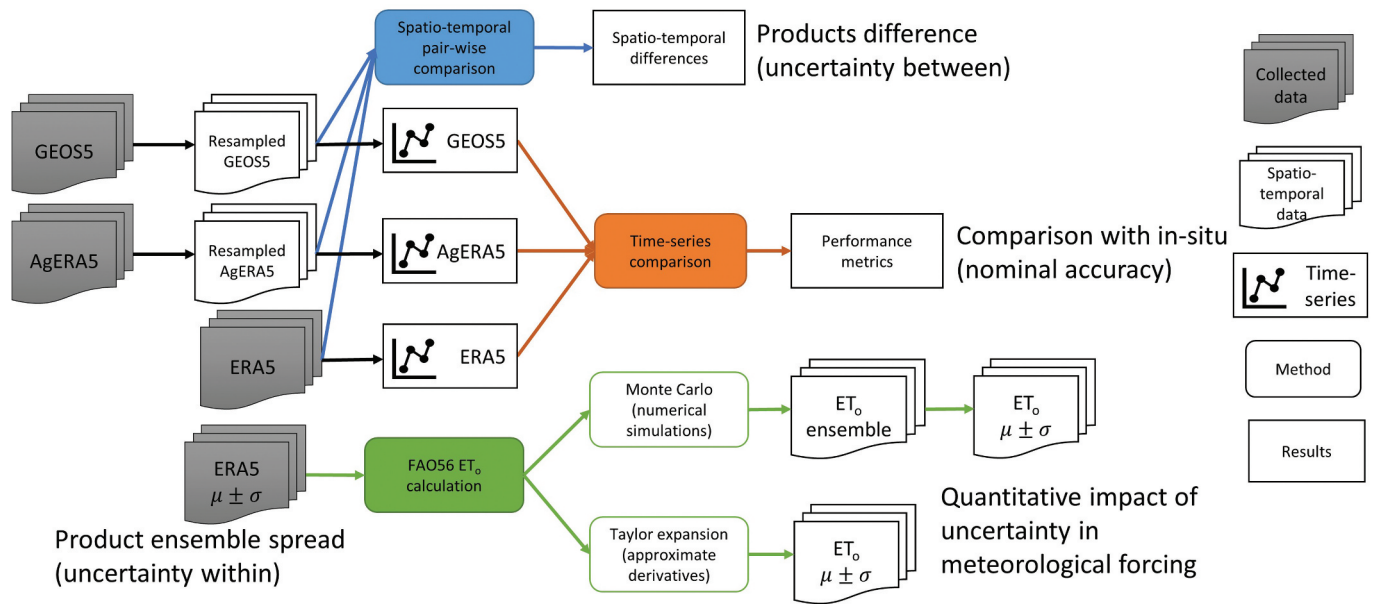 Spatio-temporal
pair-wise
comparison
Spatio-temporal
differences
Products difference
(uncertainty between)
Collected
data
GEOS5
Resampled
GEOS5
GEOS5
Spatio-
temporal
data
AgERA5
Resampled
AgERA5
AgERA5
Time-series
comparison
Performance
metrics
Comparison with in-situ
(nominal accuracy)
Time-
series
ERA5
ERA5
Monte Carlo
(numerical
simulations)
ETₒ
ensemble
ETₒ
μ ± σ
Method
ERA5
μ ± σ
FAO56 ETₒ
calculation
Results
Product ensemble spread
(uncertainty within)
Taylor expansion
(approximate
derivatives)
ETₒ
μ ± σ
Quantitative impact of
uncertainty in
meteorological forcing